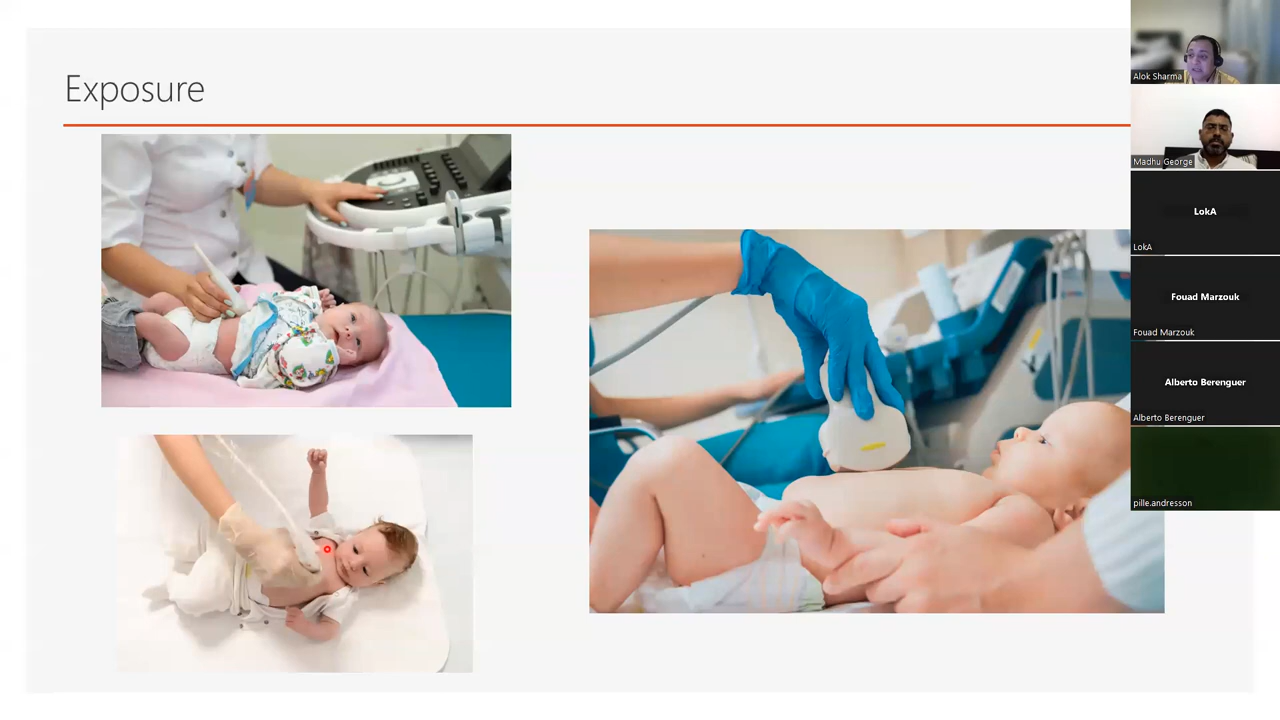 Exposure
Alok Sharma
Madhu George
LokA
LokA
Fouad Marzouk
Fouad Marzouk
Alberto Berenguer
Alberto Berenguer
pille.andresson